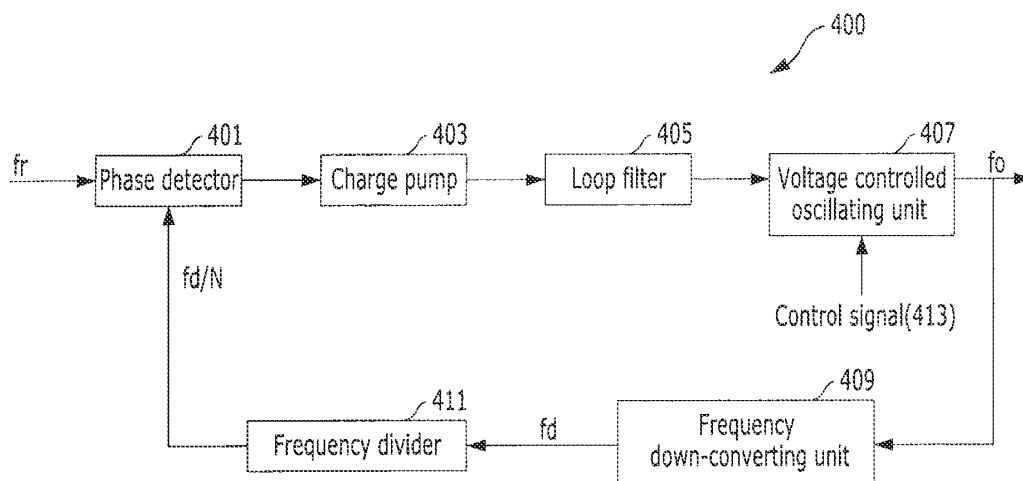 400
401
403
405
407
fr
Phase detector
Charge pump
Loop filter
Voltage controlled
oscillating unit
fo
fd/N
Control signal(413)
411
409
Frequency divider
fd
Frequency
down-converting unit